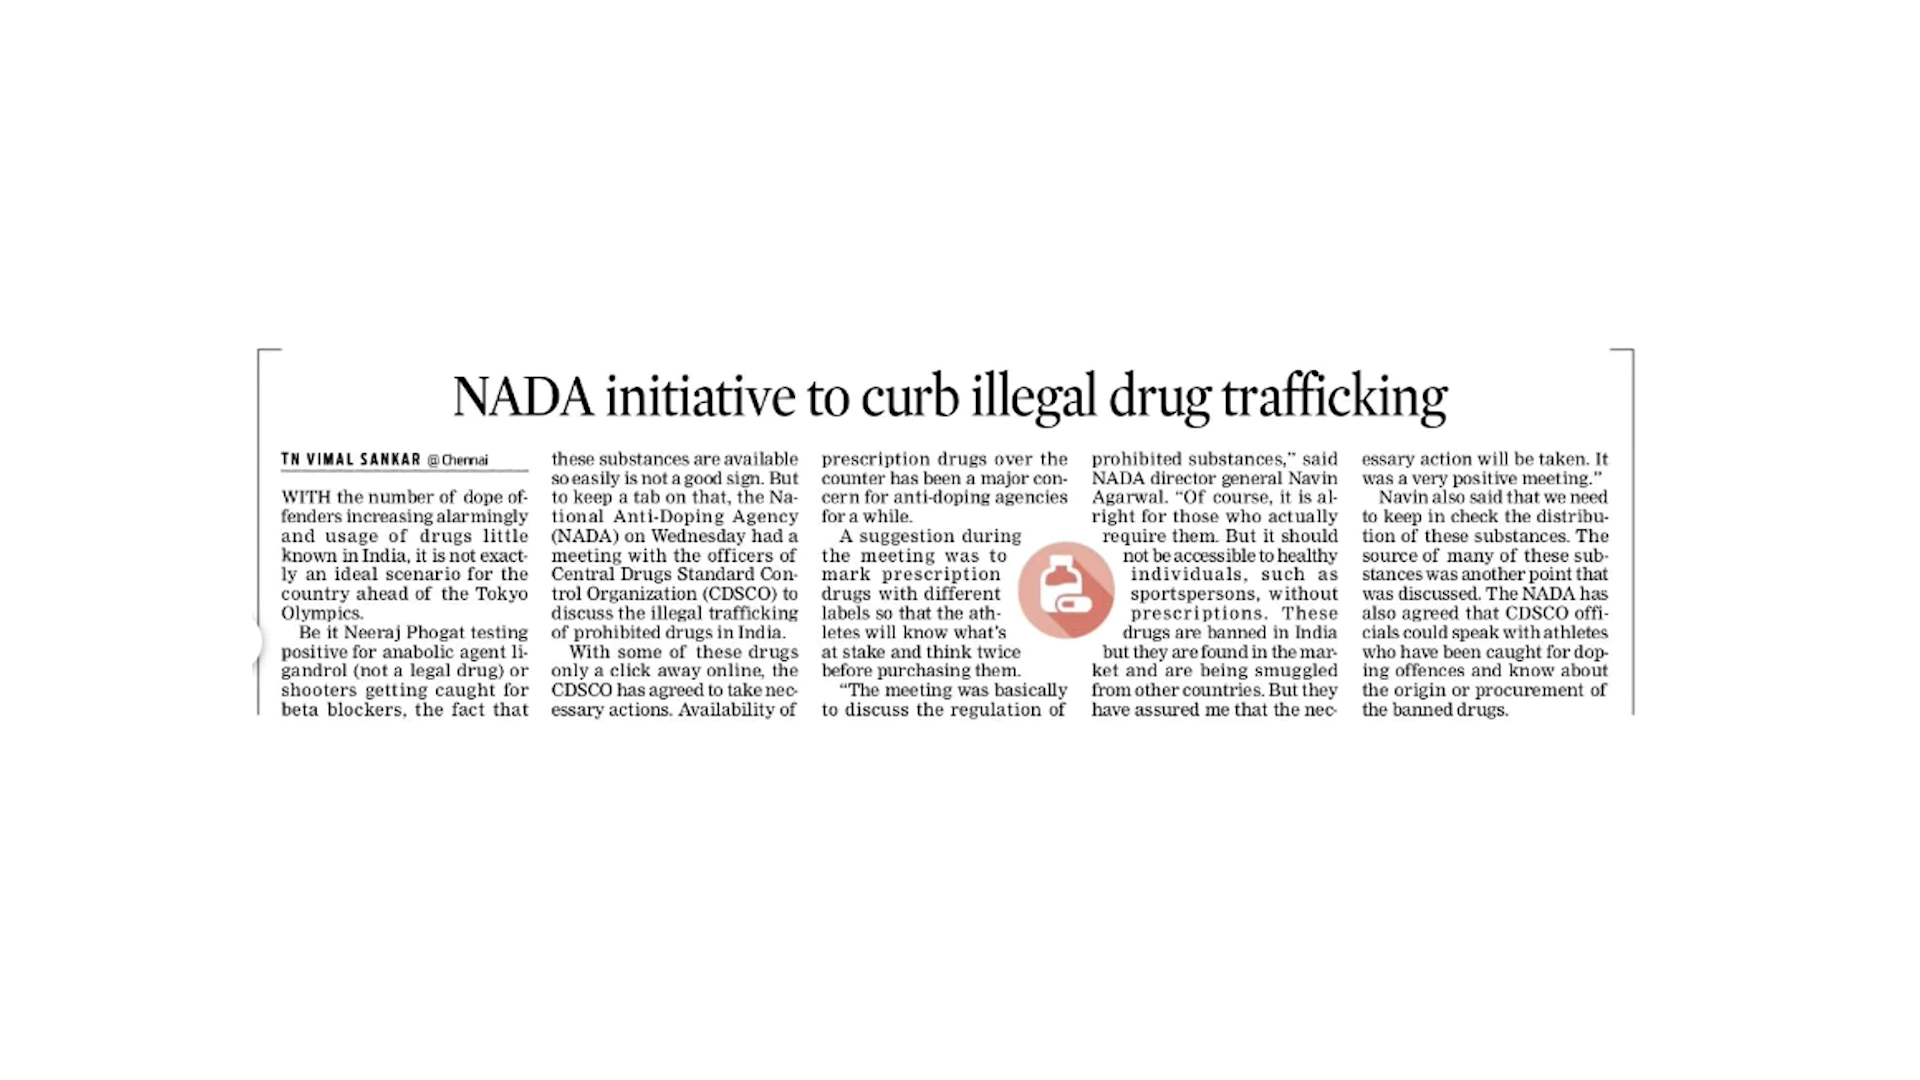 NADA initiative to curb illegal drug trafficking
TN VIMAL SANKAR @ Chennai
WITH the number of dope of-
fenders increasing alarmingly
and usage of drugs little
known in India, it is not exact-
ly an ideal scenario for the
country ahead of the Tokyo
Olympics.
Be it Neeraj Phogat testing
positive for anabolic agent li-
gandrol (not a legal drug) or
shooters getting caught for
beta blockers, the fact that
these substances are available
so easily is not a good sign. But
to keep a tab on that, the Na-
tional Anti-Doping Agency
(NADA) on Wednesday had a
meeting with the officers of
Central Drugs Standard Con-
trol Organization (CDSCO) to
discuss the illegal trafficking
of prohibited drugs in India.
With some of these drugs
only a click away online, the
CDSCO has agreed to take nec-
essary actions. Availability of
prescription drugs over the
counter has been a major con-
cern for anti-doping agencies
for a while.
A suggestion during
the meeting was to
mark prescription
drugs with different
labels so that the ath-
letes will know what's
at stake and think twice
before purchasing them.
“The meeting was basically
to discuss the regulation of
prohibited substances,” said
NADA director general Navin
Agarwal. “Of course, it is al-
right for those who actually
require them. But it should
not be accessible to healthy
individuals, such as
sportspersons, without
prescriptions. These
drugs are banned in India
but they are found in the mar-
ket and are being smuggled
from other countries. But they
have assured me that the nec-
essary action will be taken. It
was a very positive meeting.”
Navin also said that we need
to keep in check the distribu-
tion of these substances. The
source of many of these sub-
stances was another point that
was discussed. The NADA has
also agreed that CDSCO offi-
cials could speak with athletes
who have been caught for dop-
ing offences and know about
the origin or procurement of
the banned drugs.